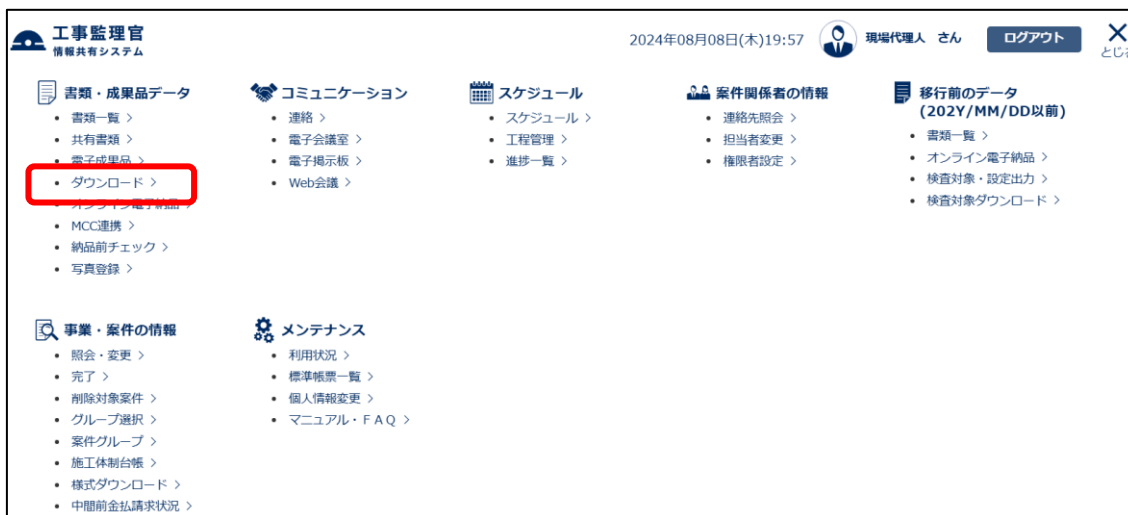 工事監理官
情報共有システム
2024年08月08日(木)19:57
現場代理人 さん
ログアウト
書類・成果品データ
書類一覧 >
共有書類 >
電子成果品 >
ダウンロード >
オンライン電子納品 >
MCC連携 >
納品前チェック >
写真登録 >
コミュニケーション
連絡 >
電子会議室 >
電子掲示板 >
Web会議 >
スケジュール
スケジュール >
工程管理 >
進捗一覧 >
案件関係者の情報
連絡先照会 >
担当者変更 >
権限者設定 >
移行前のデータ
(202Y/MM/DD以前)
書類一覧 >
オンライン電子納品 >
検査対象・設定出力 >
検査対象ダウンロード >
事業・案件の情報
照会・変更 >
完了 >
削除対象案件 >
グループ選択 >
案件グループ >
施工体制台帳 >
様式ダウンロード >
中間前金払請求状況 >
メンテナンス
利用状況 >
標準帳票一覧 >
個人情報変更 >
マニュアル・ＦＡＱ >